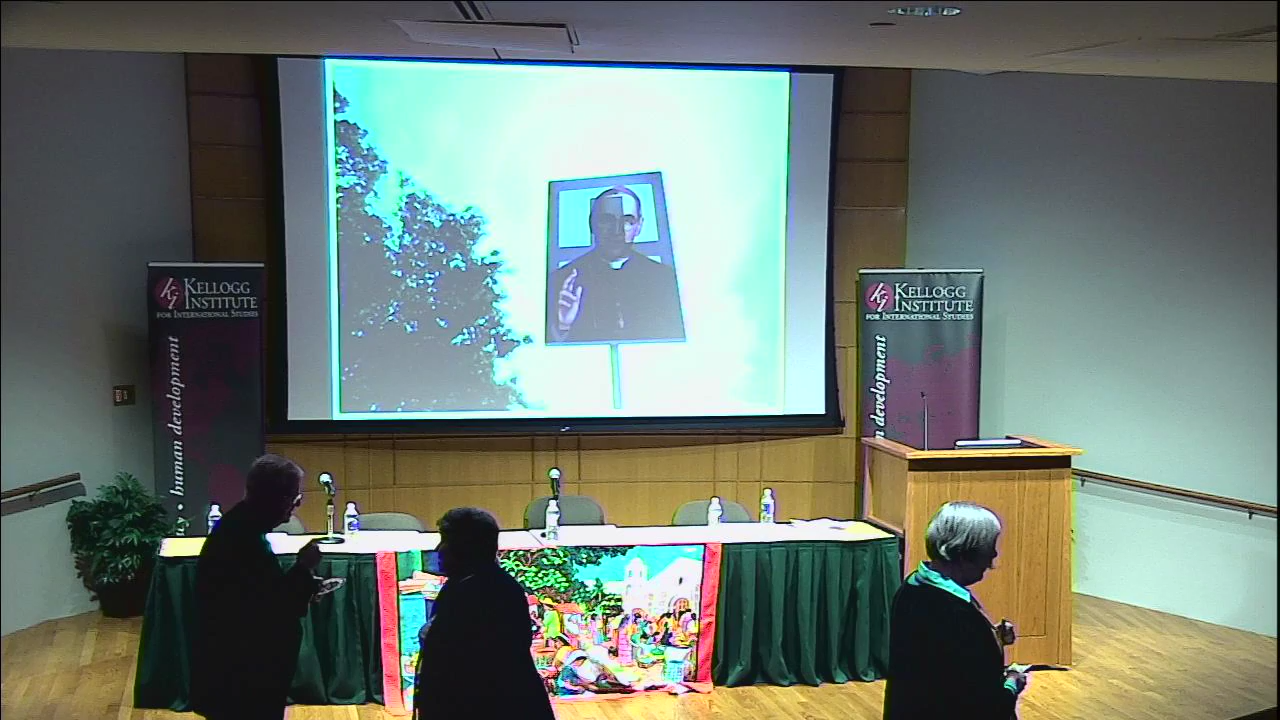 KELLOGG
INSTITUTE
FOR INTERNATIONAL STUDIES
human development
KELLOGG
INSTITUTE
FOR INTERNATIONAL STUDIES
development